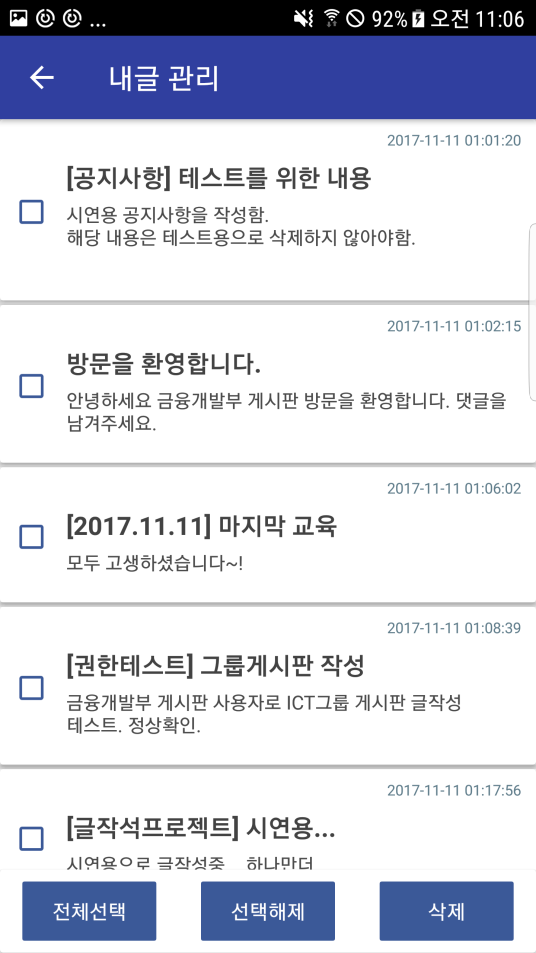 ... 92% 오전 11:06
내글 관리
2017-11-11 01:01:20
[공지사항] 테스트를 위한 내용
시연용 공지사항을 작성함.
해당 내용은 테스트용으로 삭제하지 않아야함.
2017-11-11 01:02:15
방문을 환영합니다.
안녕하세요 금융개발부 게시판 방문을 환영합니다. 댓글을
남겨주세요.
2017-11-11 01:06:02
[2017.11.11] 마지막 교육
모두 고생하셨습니다~!
2017-11-11 01:08:39
[권한테스트] 그룹게시판 작성
금융개발부 게시판 사용자로 ICT그룹 게시판 글작성
테스트. 정상확인.
2017-11-11 01:17:56
[글작석프로젝트] 시연용...
시연용으로 글작성중... 하나만더
전체선택
선택해제
삭제